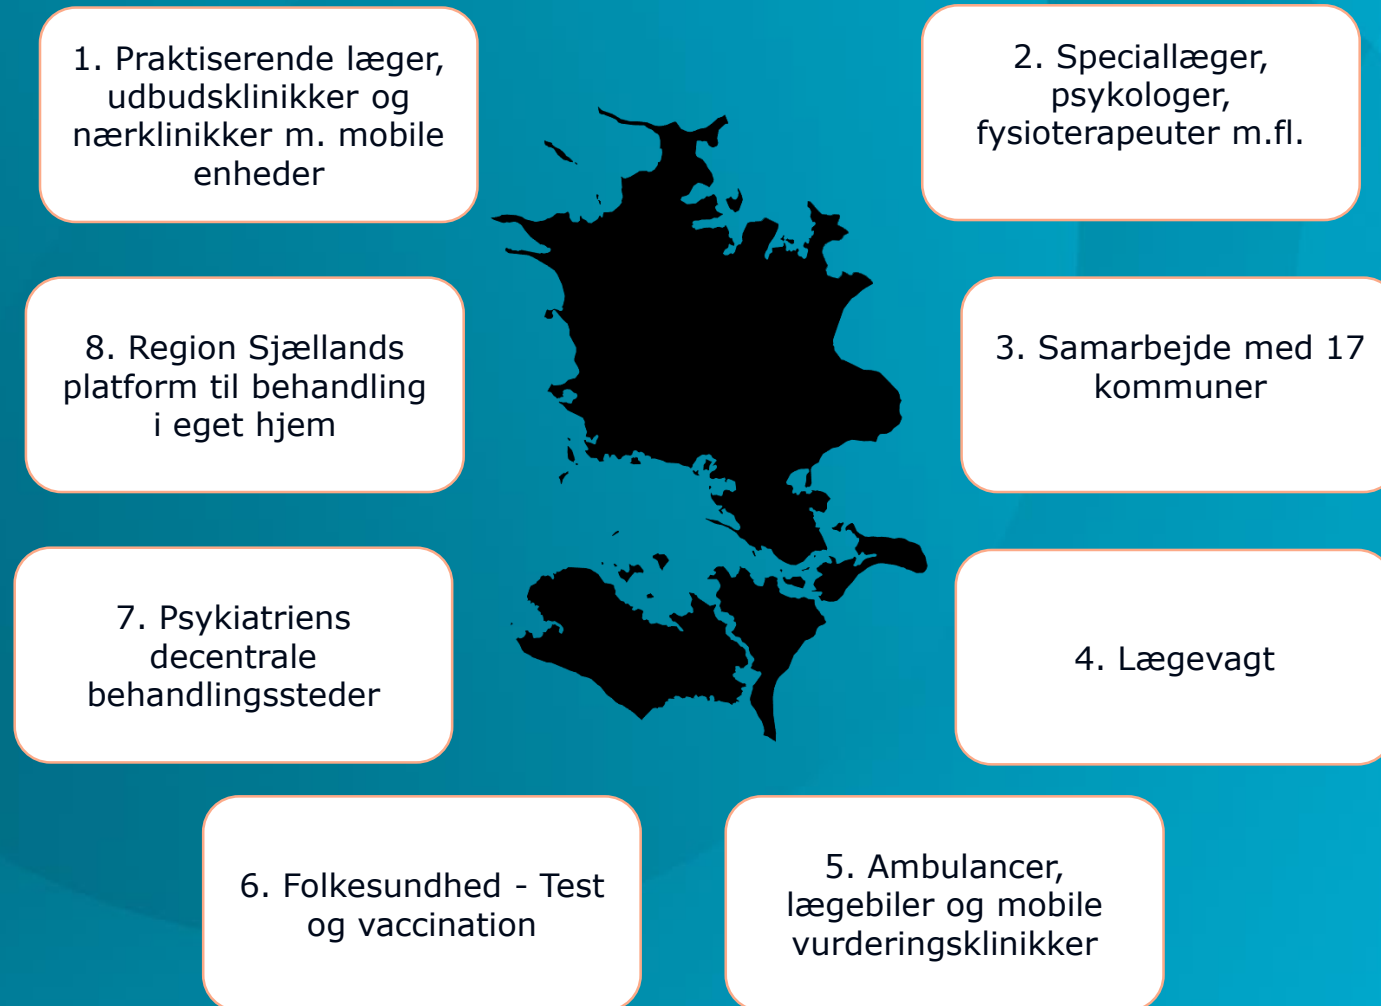 1. Praktiserende læger,
udbudsklinikker og
nærklinikker m. mobile
enheder
2. Speciallæger,
psykologer,
fysioterapeuter m.fl.
3. Samarbejde med 17
kommuner
4. Lægevagt
5. Ambulancer,
lægebiler og mobile
vurderingsklinikker
6. Folkesundhed - Test
og vaccination
7. Psykiatriens
decentrale
behandlingssteder
8. Region Sjællands
platform til behandling
i eget hjem